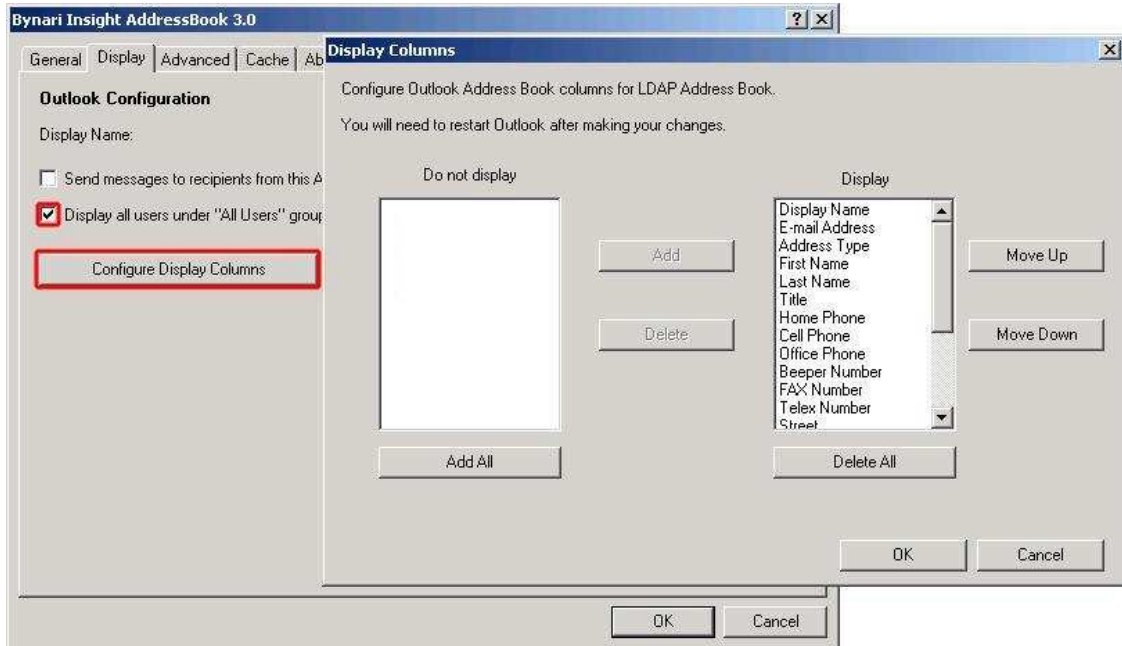 Bynari Insight AddressBook 3.0
General Display Advanced Cache Ab
Outlook Configuration
Display Name:
Send messages to recipients from this A
Display all users under "All Users" grou
Configure Display Columns
OK Cancel
Display Columns
Configure Outlook Address Book columns for LDAP Address Book.
You will need to restart Outlook after making your changes.
Do not display
Add All
Add
Delete
Display
Display Name
E-mail Address
Address Type
First Name
Last Name
Title
Home Phone
Cell Phone
Office Phone
Beeper Number
FAX Number
Telex Number
Street
Delete All
Move Up
Move Down
OK Cancel